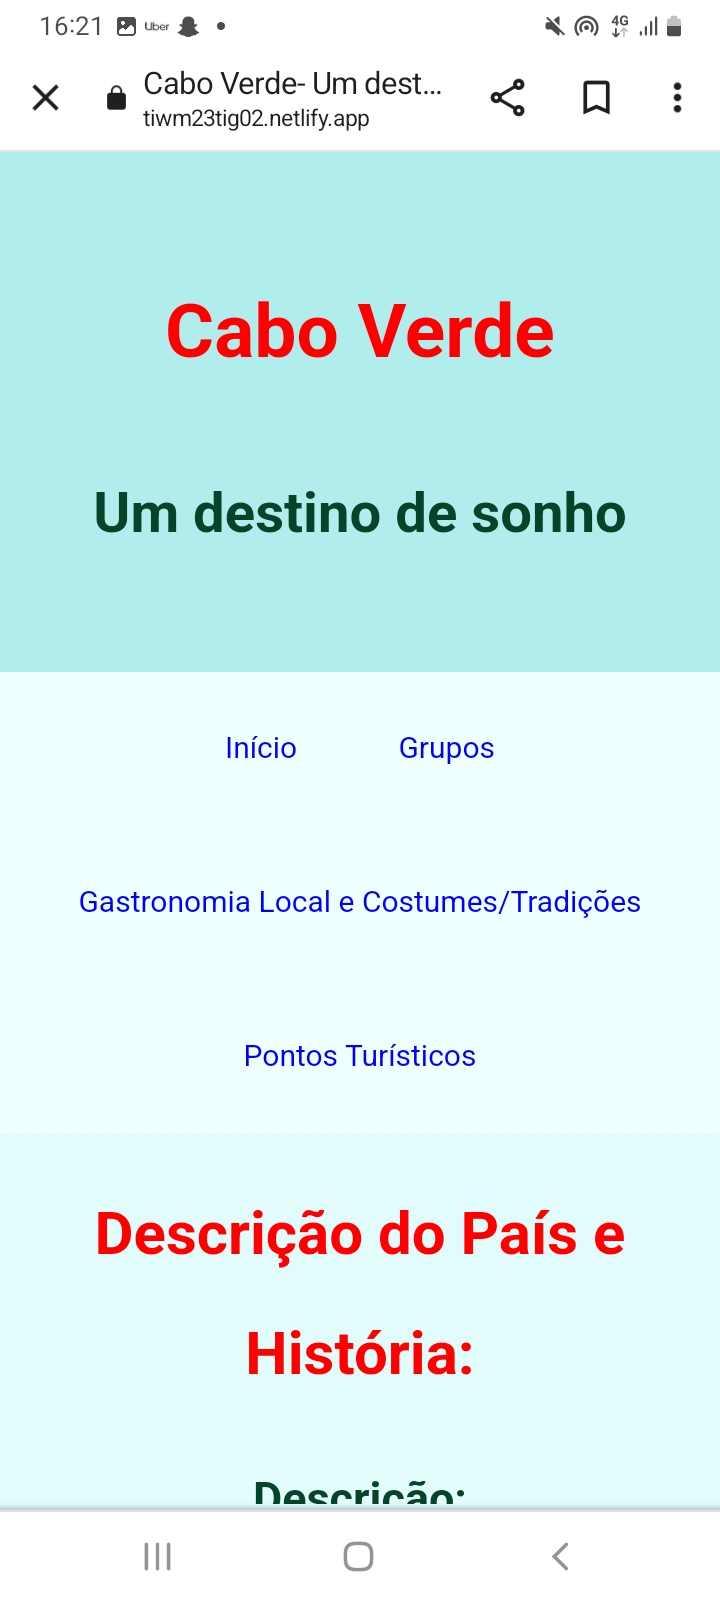 16:21 Uber 4G
Cabo Verde- Um dest...
tiwm23tig02.netlify.app
Cabo Verde
Um destino de sonho
Início Grupos
Gastronomia Local e Costumes/Tradições
Pontos Turísticos
Descrição do País e
História:
Descrição: